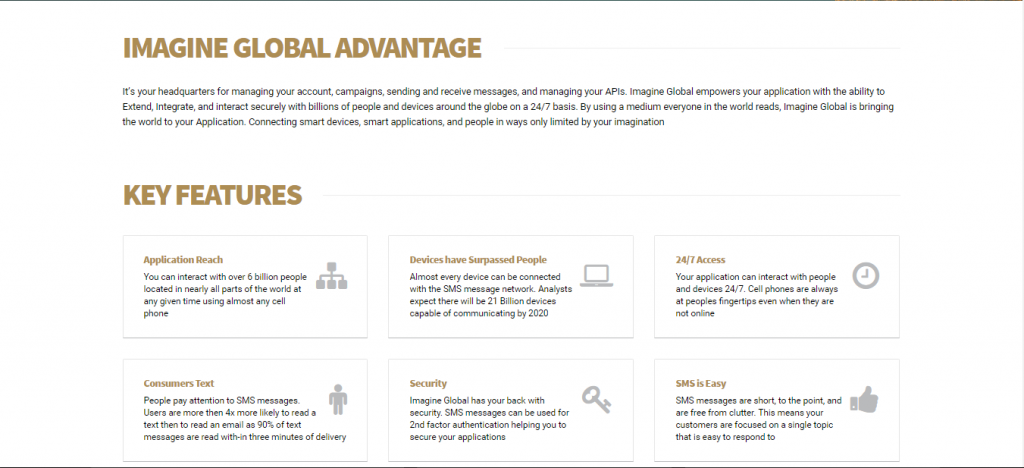 IMAGINE GLOBAL ADVANTAGE
It's your headquarters for managing your account, campaigns, sending and receive messages, and managing your APIs. Imagine Global empowers your application with the ability to
Extend, Integrate, and interact securely with billions of people and devices around the globe on a 24/7 basis. By using a medium everyone in the world reads, Imagine Global is bringing
the world to your Application. Connecting smart devices, smart applications, and people in ways only limited by your imagination
KEY FEATURES
Application Reach
You can interact with over 6 billion people
located in nearly all parts of the world at
any given time using almost any cell
phone
Devices have Surpassed People
Almost every device can be connected
with the SMS message network. Analysts
expect there will be 21 Billion devices
capable of communicating by 2020
24/7 Access
Your application can interact with people
and devices 24/7. Cell phones are always
at peoples fingertips even when they are
not online
Consumers Text
People pay attention to SMS messages.
Users are more then 4x more likely to read a
text then to read an email as 90% of text
messages are read with-in three minutes of delivery
Security
Imagine Global has your back with
security. SMS messages can be used for
2nd factor authentication helping you to
secure your applications
SMS is Easy
SMS messages are short, to the point, and
are free from clutter. This means your
customers are focused on a single topic
that is easy to respond to